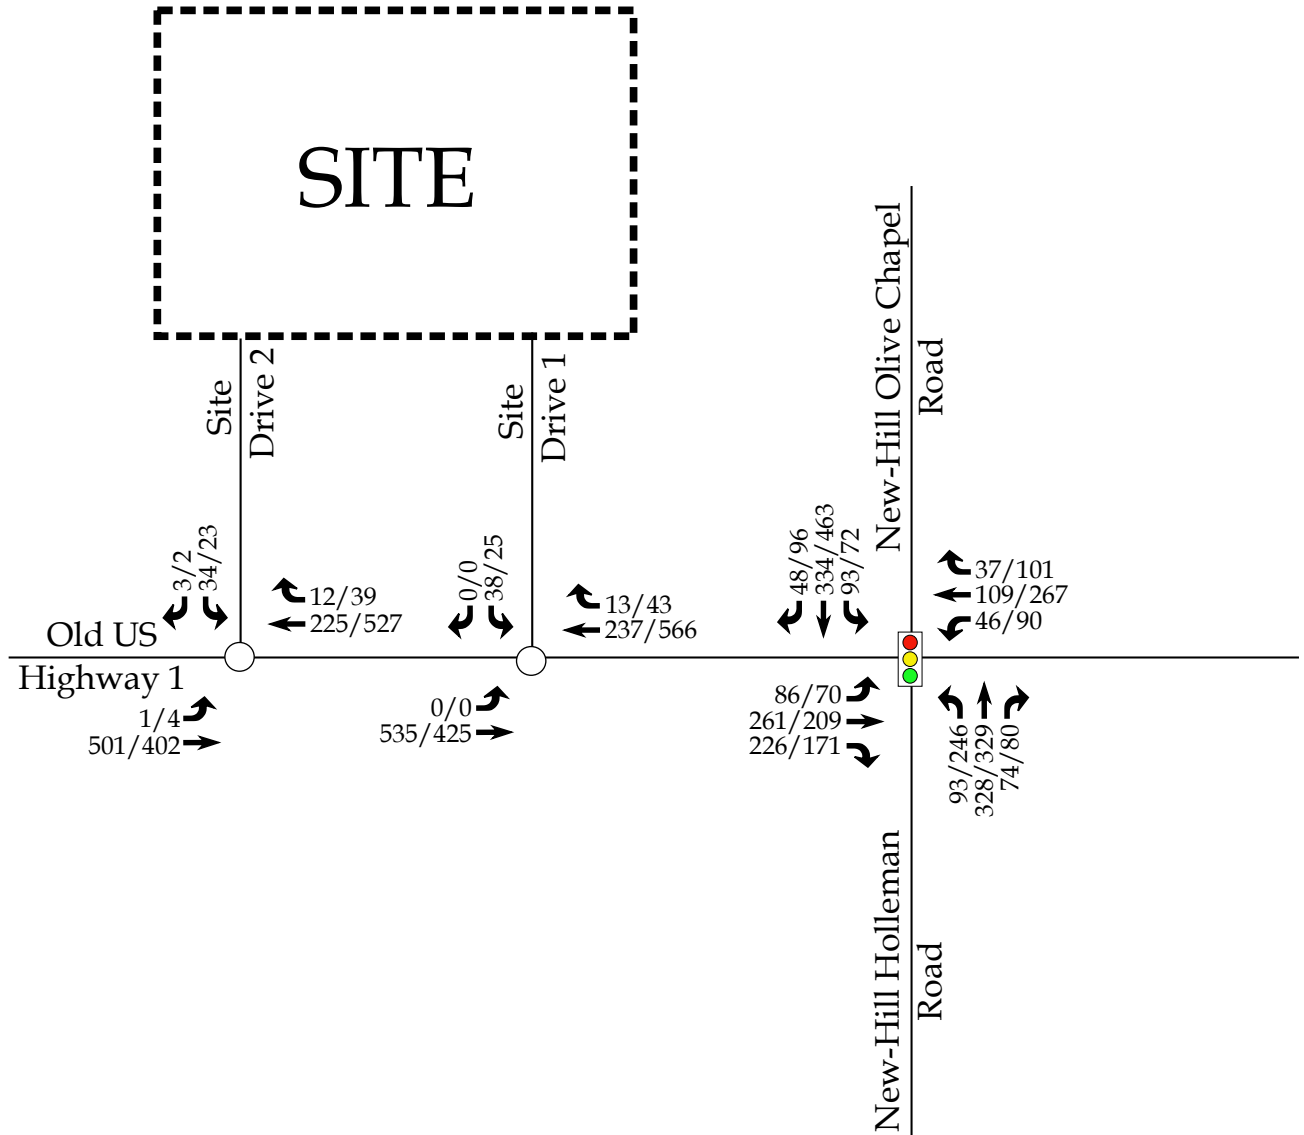 SITE
New-Hill Olive Chapel
Road
Site
Drive 2
Site
Drive 1
3/2
34/23
12/39
225/527
0/0
38/25
13/43
237/566
48/96
334/463
93/72
37/101
109/267
46/90
Old US
Highway 1
1/4
501/402
0/0
535/425
86/70
261/209
226/171
93/246
328/329
74/80
New-Hill Holleman
Road